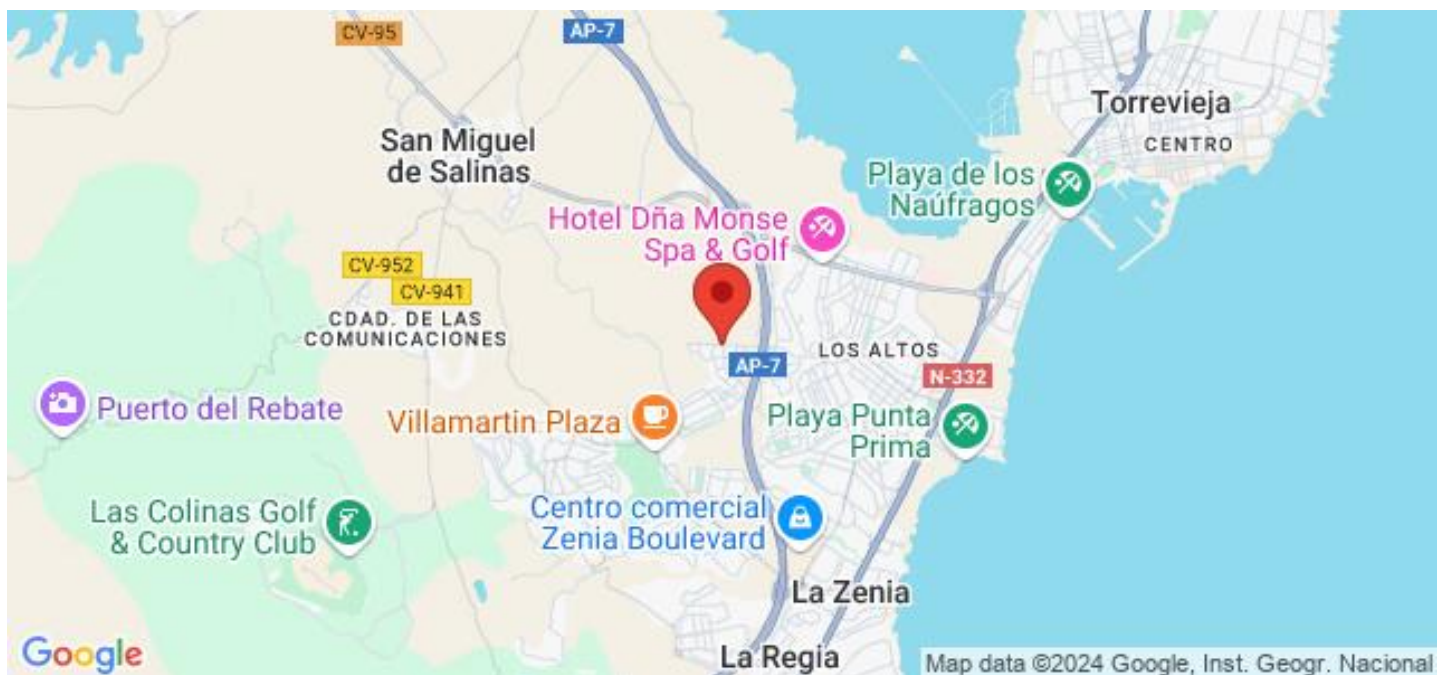 CV-95
AP-7
Torrevieja
CENTRO
San Miguel
de Salinas
Playa de los
Naúfragos
Hotel Dña Monse
Spa & Golf
CV-952
CV-941
CDAD. DE LAS
COMUNICACIONES
LOS ALTOS
AP-7
N-332
Puerto del Rebate
Villamartin Plaza
Playa Punta
Prima
Las Colinas Golf
& Country Club
Centro comercial
Zenia Boulevard
La Zenia
La Regia
Google
Map data ©2024 Google, Inst. Geogr. Nacional